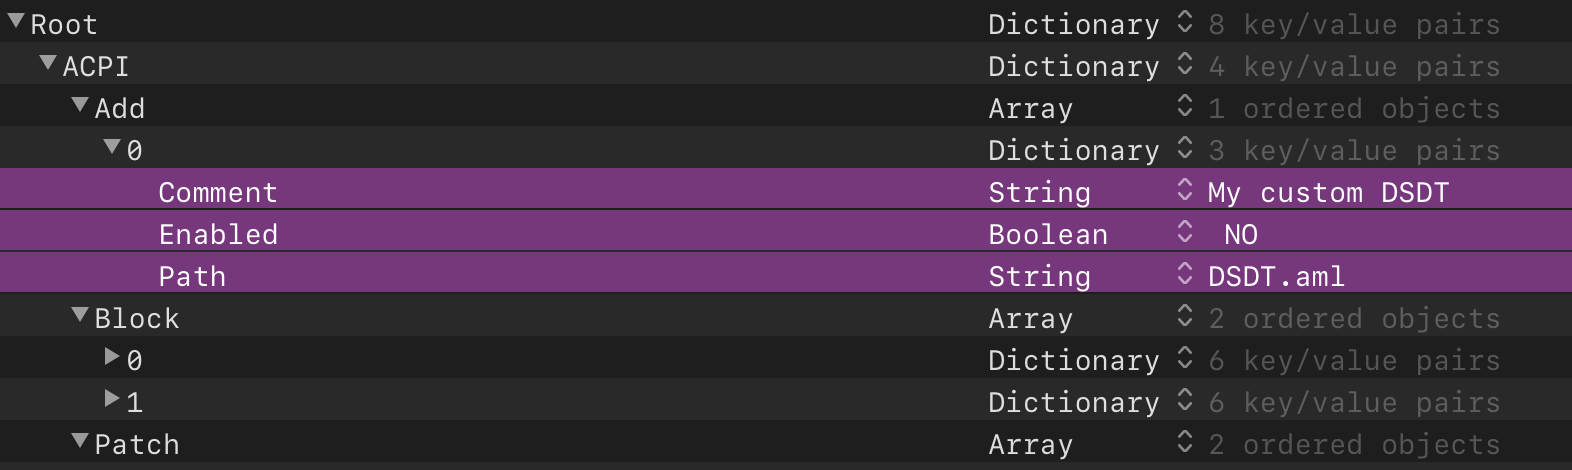 Root Dictionary 8 key/value pairs
ACPI Dictionary 4 key/value pairs
Add Array 1 ordered objects
0 Dictionary 3 key/value pairs
Comment String My custom DSDT
Enabled Boolean NO
Path String DSDT.aml
Block Array 2 ordered objects
0 Dictionary 6 key/value pairs
1 Dictionary 6 key/value pairs
Patch Array 2 ordered objects